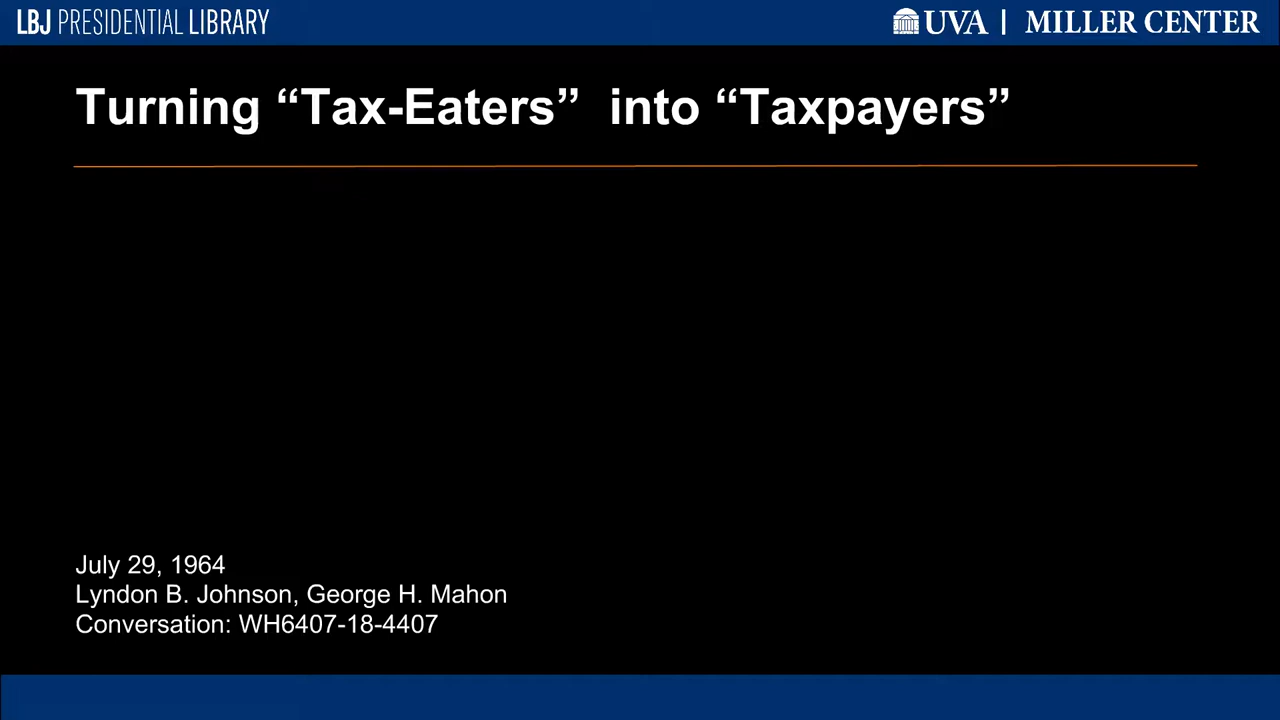 LBJ PRESIDENTIAL LIBRARY
UVA | MILLER CENTER
Turning “Tax-Eaters”  into “Taxpayers”
July 29, 1964
Lyndon B. Johnson, George H. Mahon
Conversation: WH6407-18-4407